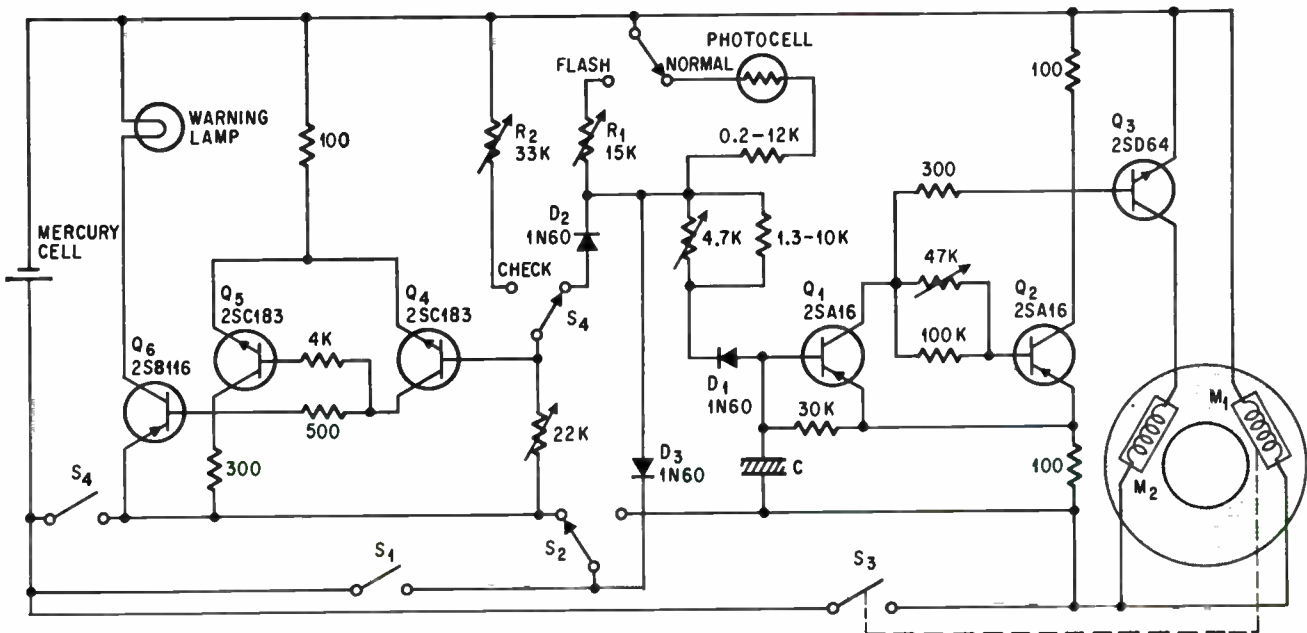 PHOTOCELL
FLASH
NORMAL
WARNING
LAMP
100
R2
33K
R1
15K
0.2-12K
100
Q3
2SD64
300
MERCURY
CELL
D2
1N60
4.7K
1.3-10K
CHECK
47K
Q5
2SC183
Q4
2SC183
S4
Q1
2SA16
Q2
2SA16
4K
100K
Q6
2S8116
500
D1
1N60
M1
30K
22K
300
D3
1N60
C
100
M2
S4
S2
S1
S3